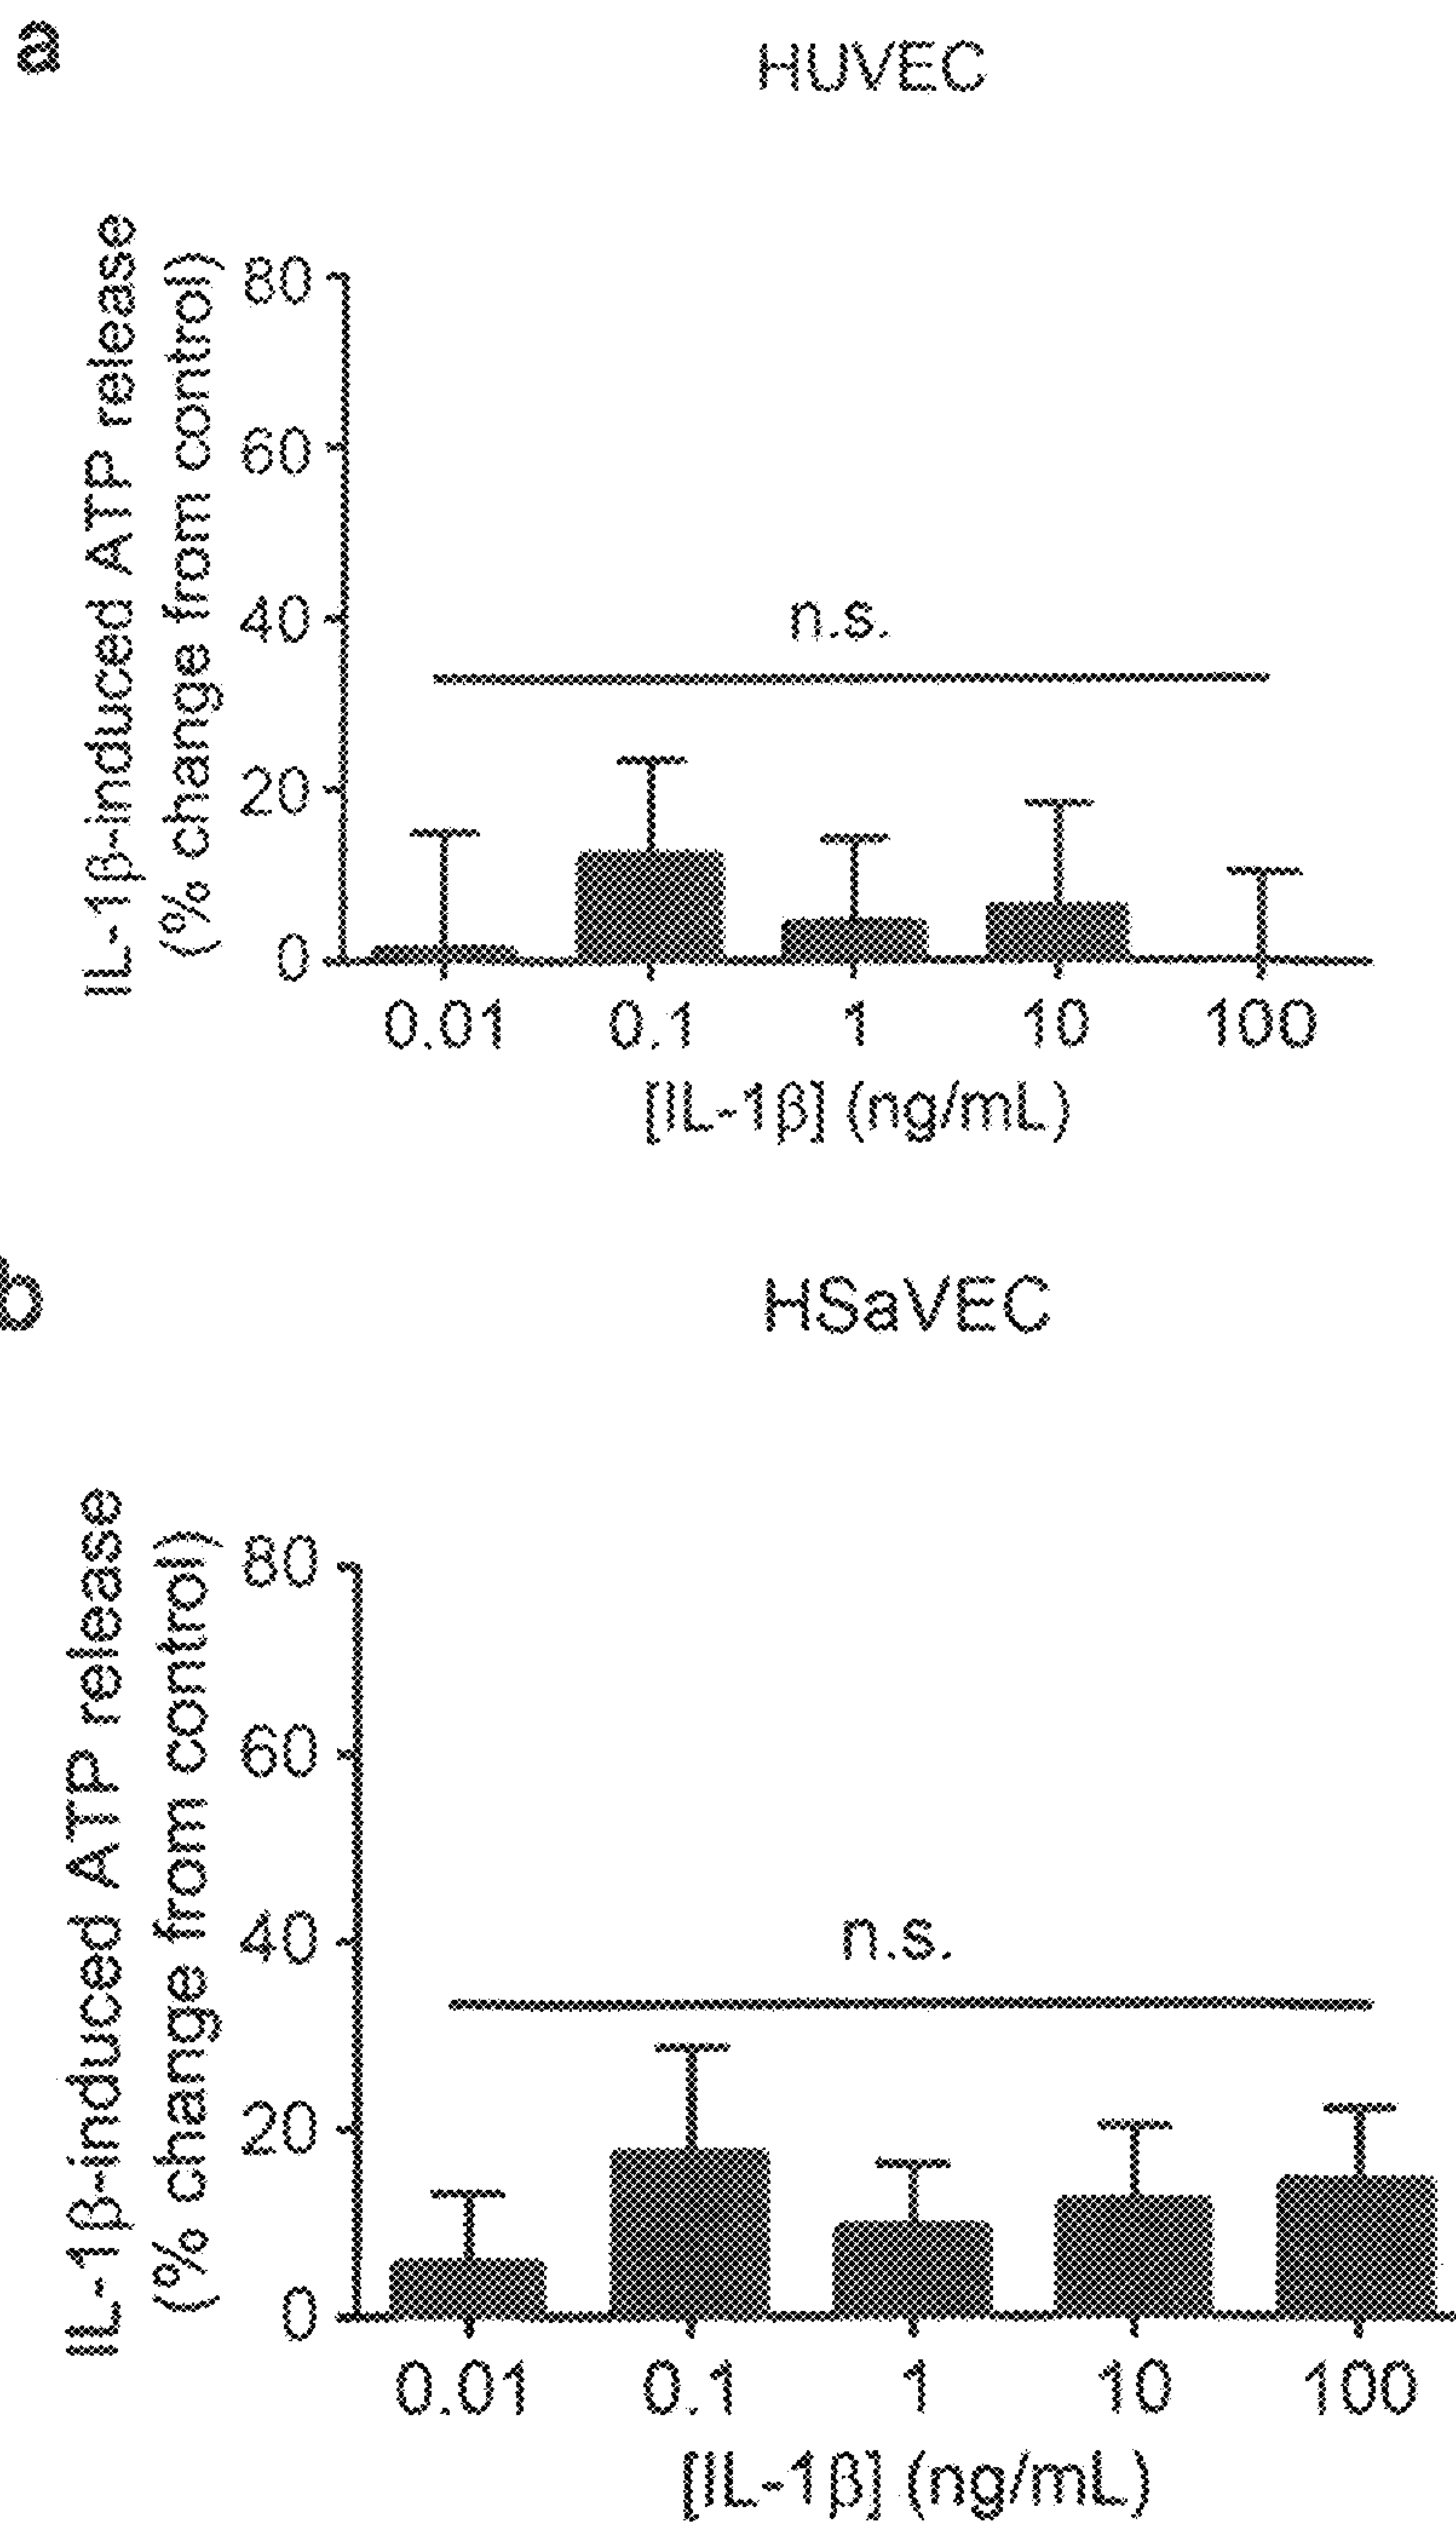 a
HUVEC
IL-1β-induced ATP release
(% change from control)
80
60
40
20
0
n.s.
0.01 0.1 1 10 100
[IL-1β] (ng/mL)
b
HSaVEC
IL-1β-induced ATP release
(% change from control)
80
60
40
20
0
n.s.
0.01 0.1 1 10 100
[IL-1β] (ng/mL)